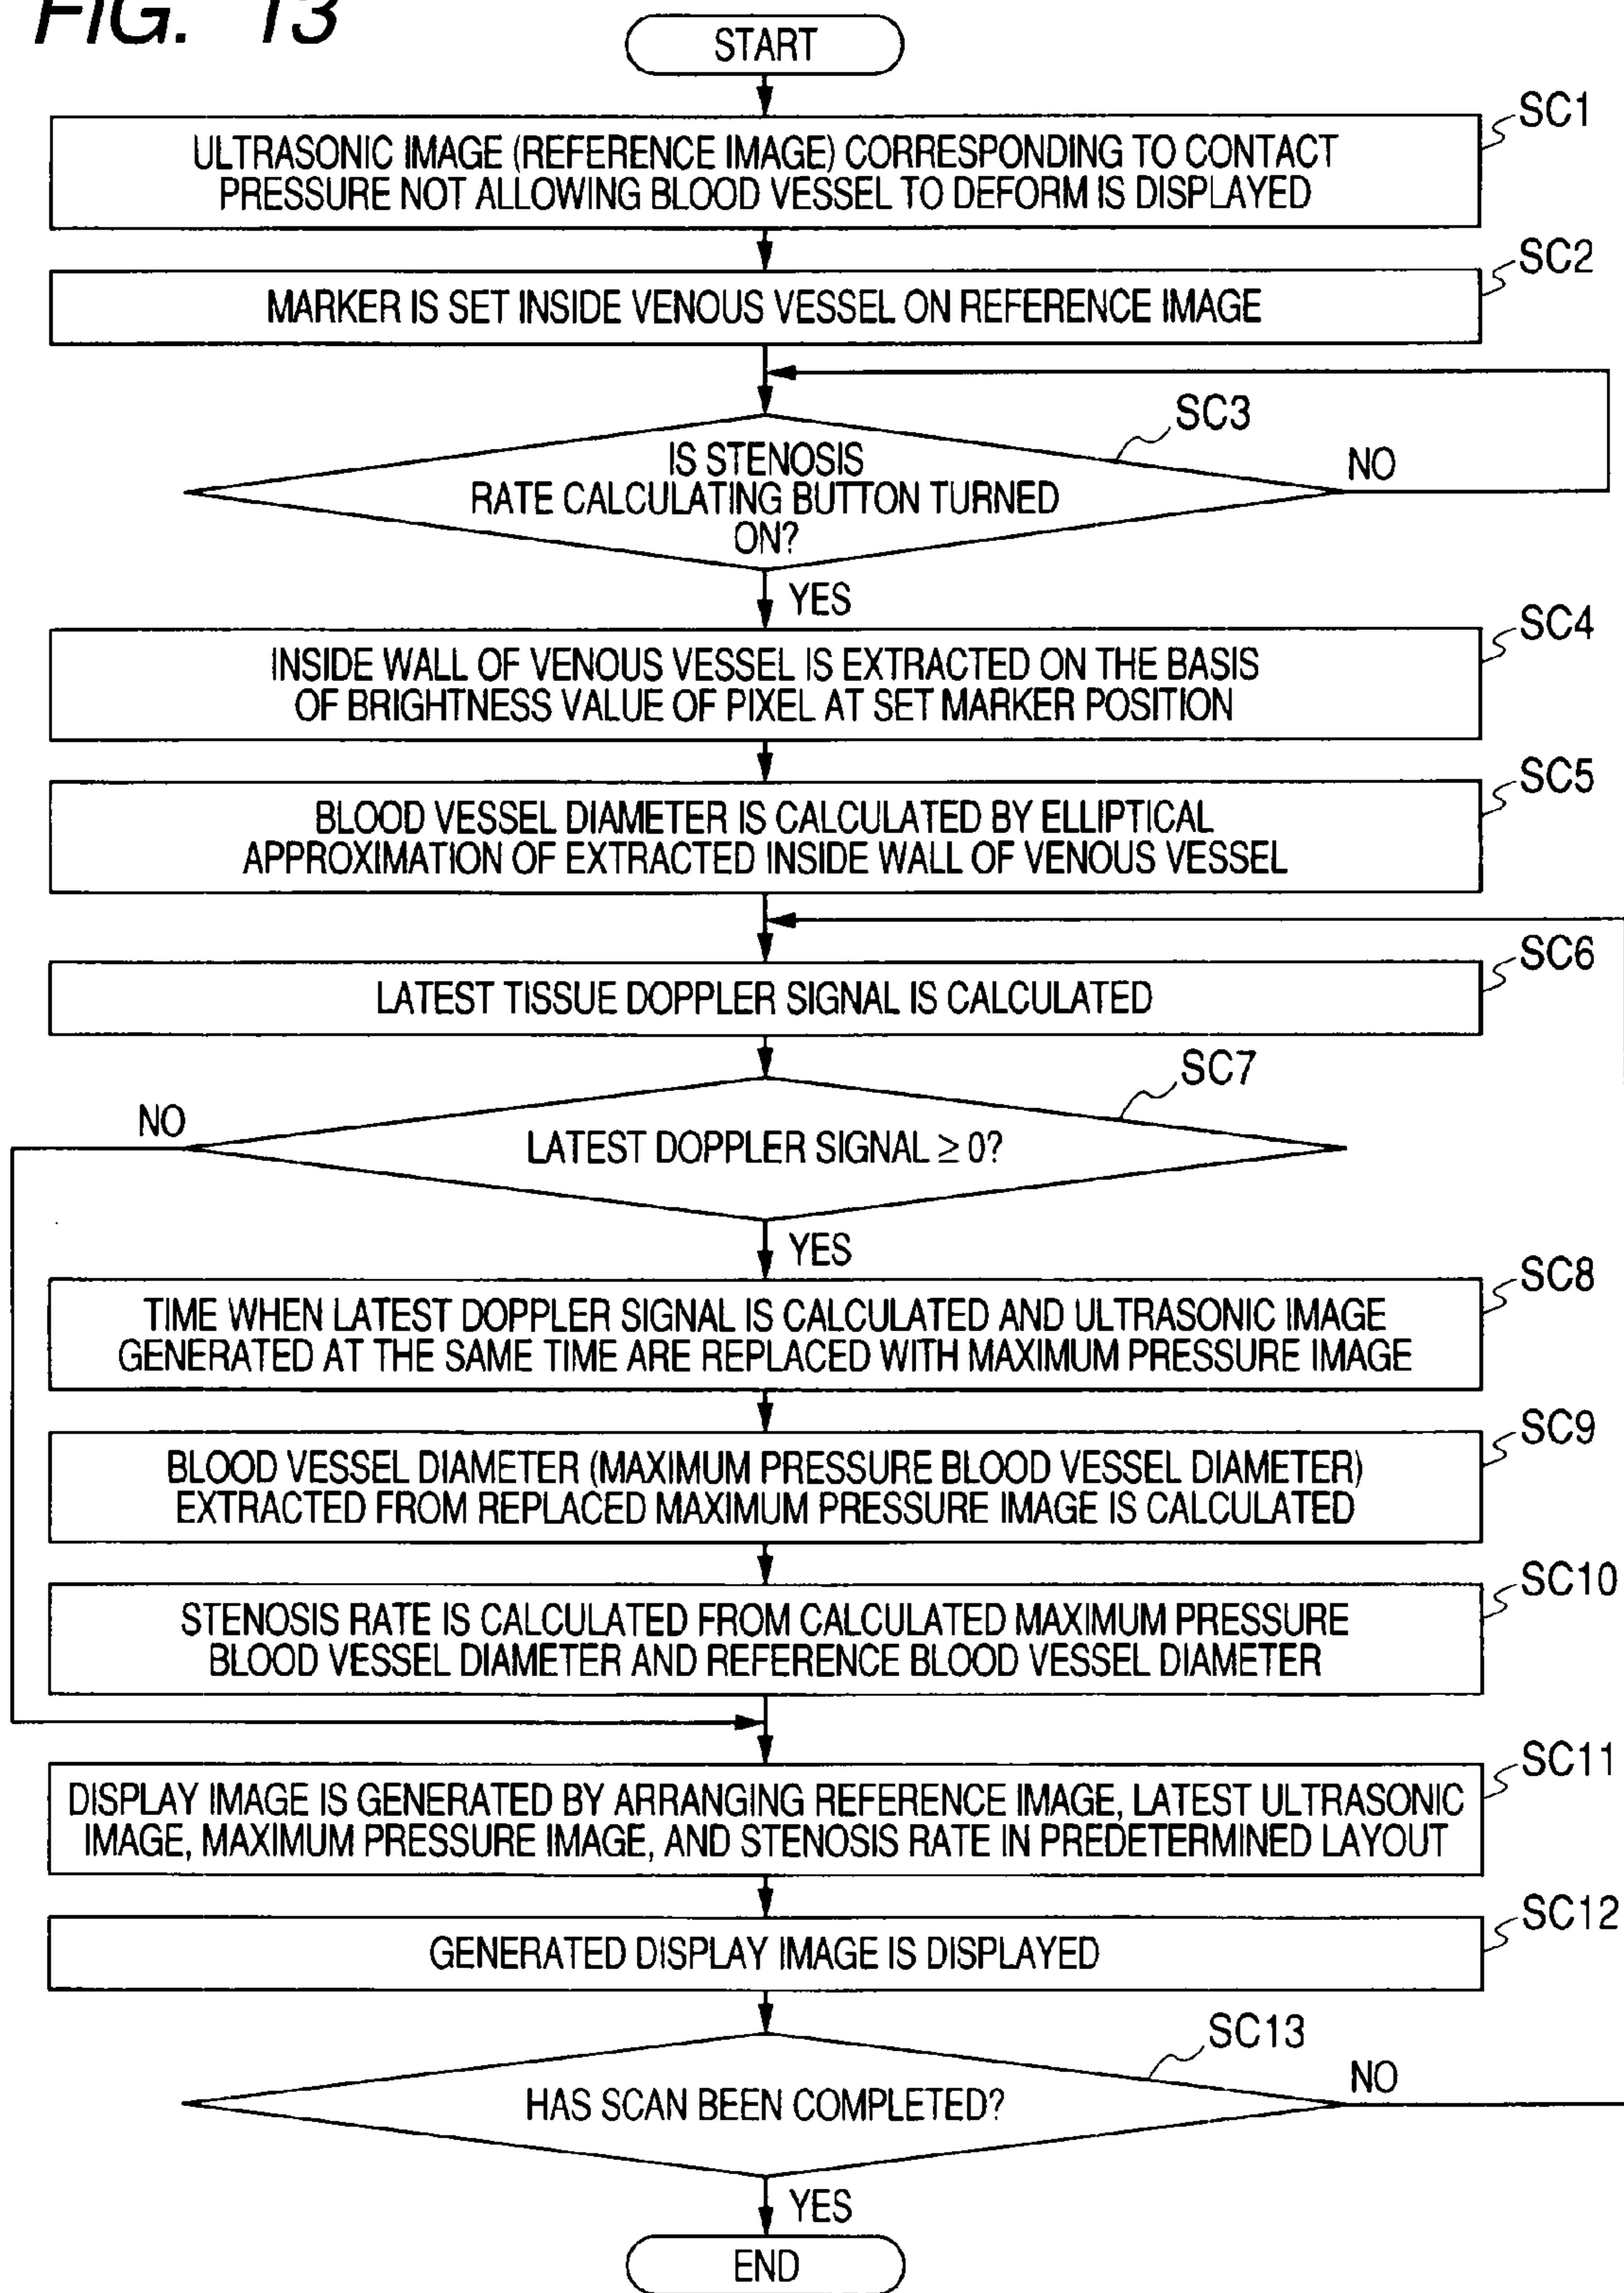 FIG. 13
START
SC1
ULTRASONIC IMAGE (REFERENCE IMAGE) CORRESPONDING TO CONTACT
PRESSURE NOT ALLOWING BLOOD VESSEL TO DEFORM IS DISPLAYED
SC2
MARKER IS SET INSIDE VENOUS VESSEL ON REFERENCE IMAGE
SC3
IS STENOSIS
RATE CALCULATING BUTTON TURNED
ON?
NO
YES
SC4
INSIDE WALL OF VENOUS VESSEL IS EXTRACTED ON THE BASIS
OF BRIGHTNESS VALUE OF PIXEL AT SET MARKER POSITION
SC5
BLOOD VESSEL DIAMETER IS CALCULATED BY ELLIPTICAL
APPROXIMATION OF EXTRACTED INSIDE WALL OF VENOUS VESSEL
SC6
LATEST TISSUE DOPPLER SIGNAL IS CALCULATED
SC7
NO
LATEST DOPPLER SIGNAL ≥ 0?
YES
SC8
TIME WHEN LATEST DOPPLER SIGNAL IS CALCULATED AND ULTRASONIC IMAGE
GENERATED AT THE SAME TIME ARE REPLACED WITH MAXIMUM PRESSURE IMAGE
SC9
BLOOD VESSEL DIAMETER (MAXIMUM PRESSURE BLOOD VESSEL DIAMETER)
EXTRACTED FROM REPLACED MAXIMUM PRESSURE IMAGE IS CALCULATED
SC10
STENOSIS RATE IS CALCULATED FROM CALCULATED MAXIMUM PRESSURE
BLOOD VESSEL DIAMETER AND REFERENCE BLOOD VESSEL DIAMETER
SC11
DISPLAY IMAGE IS GENERATED BY ARRANGING REFERENCE IMAGE, LATEST ULTRASONIC
IMAGE, MAXIMUM PRESSURE IMAGE, AND STENOSIS RATE IN PREDETERMINED LAYOUT
SC12
GENERATED DISPLAY IMAGE IS DISPLAYED
SC13
HAS SCAN BEEN COMPLETED?
NO
YES
END